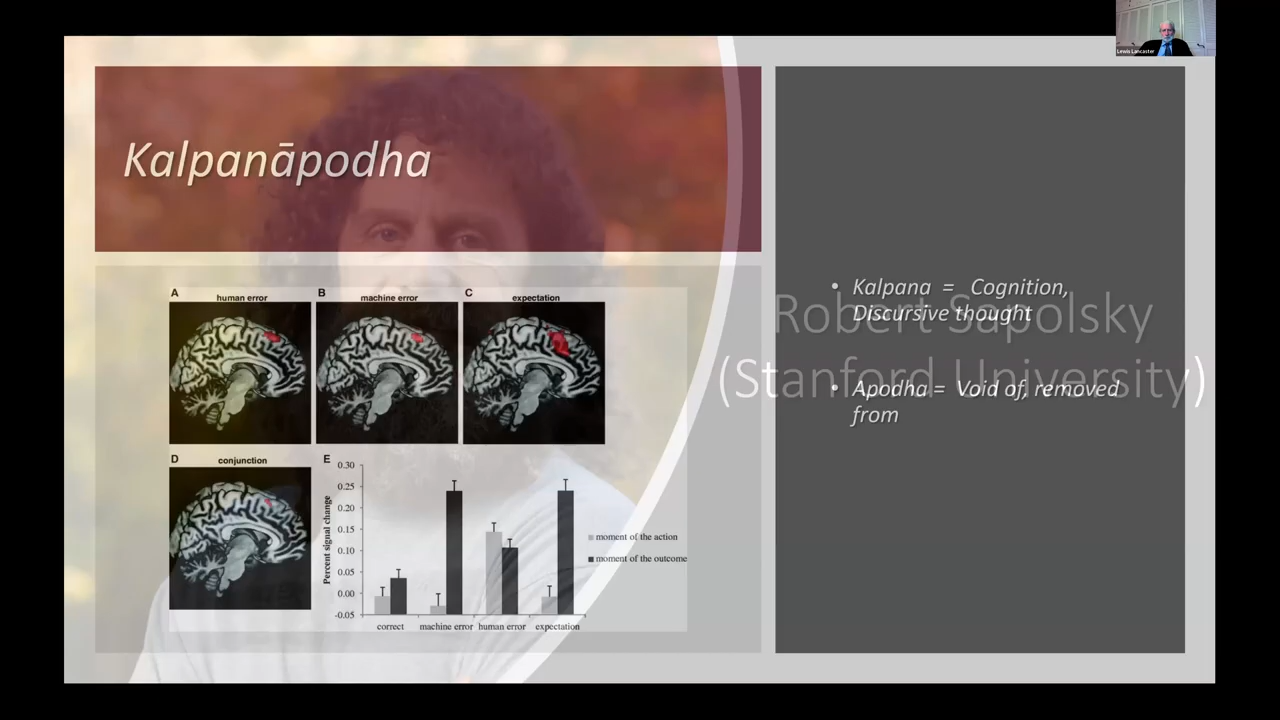 Lewis Lancaster
Kalpanāpodha
A
human error
B
machine error
C
expectation
D
conjunction
E
0.30
0.25
0.20
0.15
0.10
0.05
0.00
-0.05
Percent signal change
correct
machine error
human error
expectation
moment of the action
moment of the outcome
• Kalpana = Cognition,
Discursive thought
• Apodha = Void of, removed
from
Robert Sapolsky
(Stanford University)